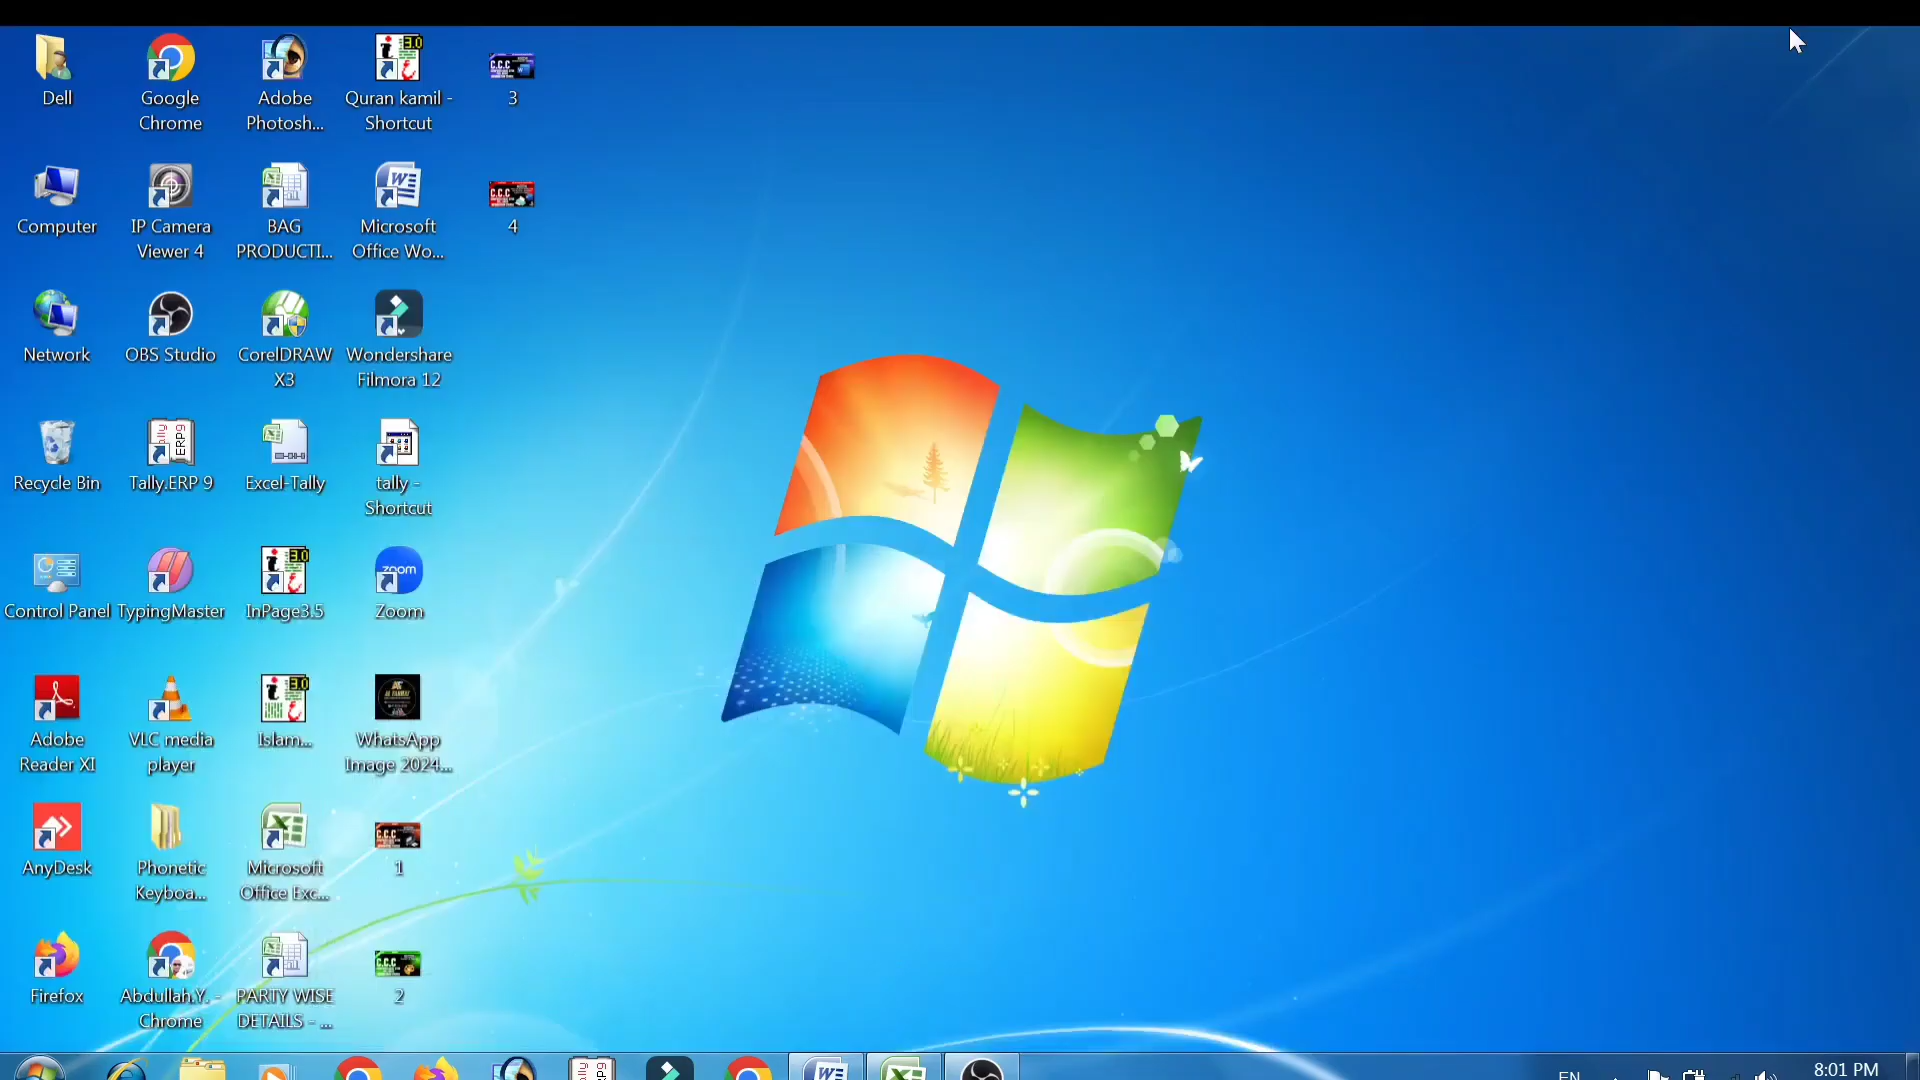 Dell
Google
Chrome
Adobe
Photosh...
Quran kamil -
Shortcut
3
Computer
IP Camera
Viewer 4
BAG
PRODUCTI...
Microsoft
Office Wo...
4
Network
OBS Studio
CorelDRAW
X3
Wondershare
Filmora 12
Recycle Bin
Tally.ERP 9
Excel-Tally
tally -
Shortcut
Control Panel
TypingMaster
InPage3.5
zoom
Zoom
Adobe
Reader XI
VLC media
player
Islam...
WhatsApp
Image 2024...
AnyDesk
Phonetic
Keyboa...
Microsoft
Office Exc...
1
Firefox
Abdullah.Y. -
Chrome
PARTY WISE
DETAILS - ...
2
EN
8:01 PM